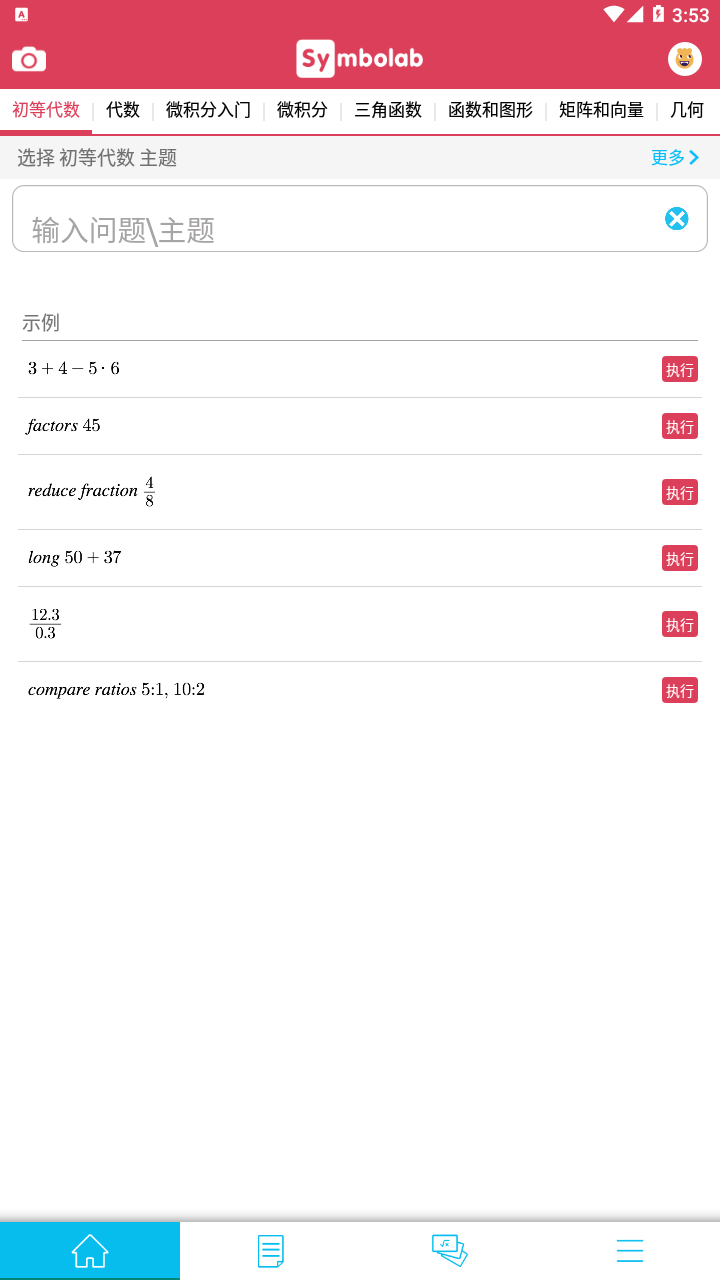 3:53
Symbolab
初等代数 代数 微积分入门 微积分 三角函数 函数和图形 矩阵和向量 几何
选择 初等代数 主题 更多
输入问题\主题
示例
3 + 4 − 5 · 6 执行
factors 45 执行
reduce fraction 4/8 执行
long 50 + 37 执行
12.3/0.3 执行
compare ratios 5:1, 10:2 执行